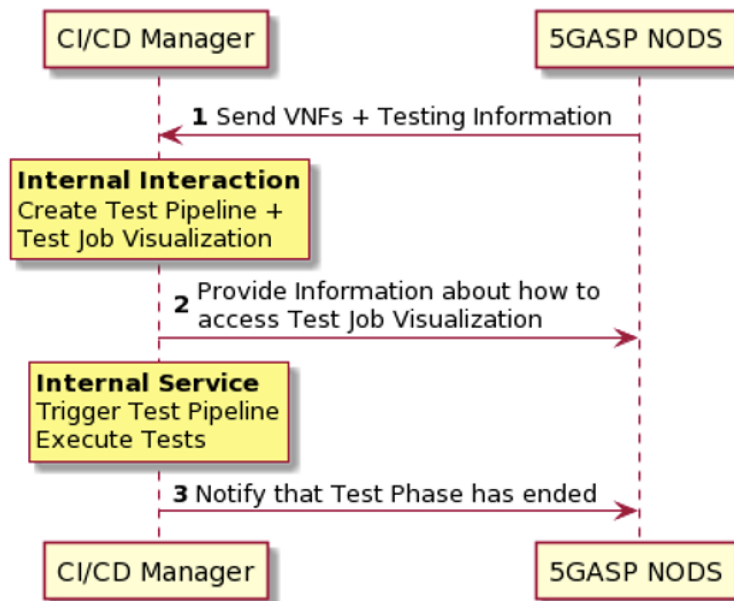 CI/CD Manager
5GASP NODS
1 Send VNFs + Testing Information
Internal Interaction
Create Test Pipeline +
Test Job Visualization
2 Provide Information about how to
access Test Job Visualization
Internal Service
Trigger Test Pipeline
Execute Tests
3 Notify that Test Phase has ended
CI/CD Manager
5GASP NODS